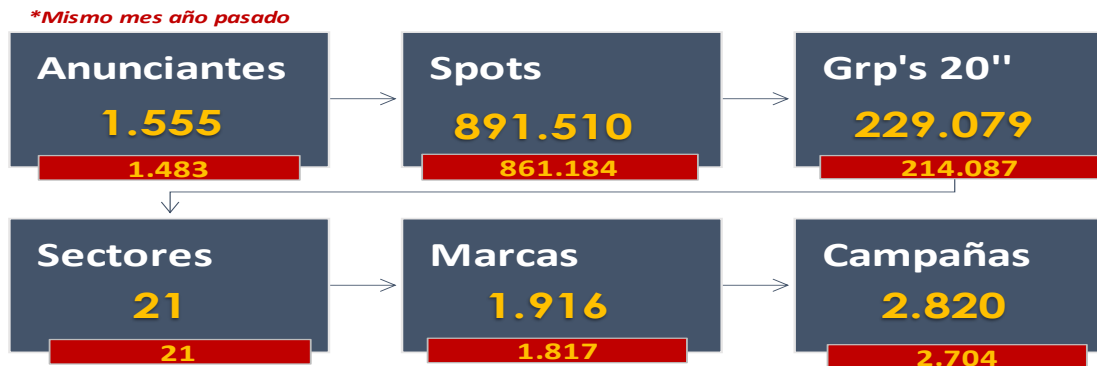 *Mismo mes año pasado
Anunciantes
1.555
1.483
Spots
891.510
861.184
Grp's 20''
229.079
214.087
Sectores
21
21
Marcas
1.916
1.817
Campañas
2.820
2.704